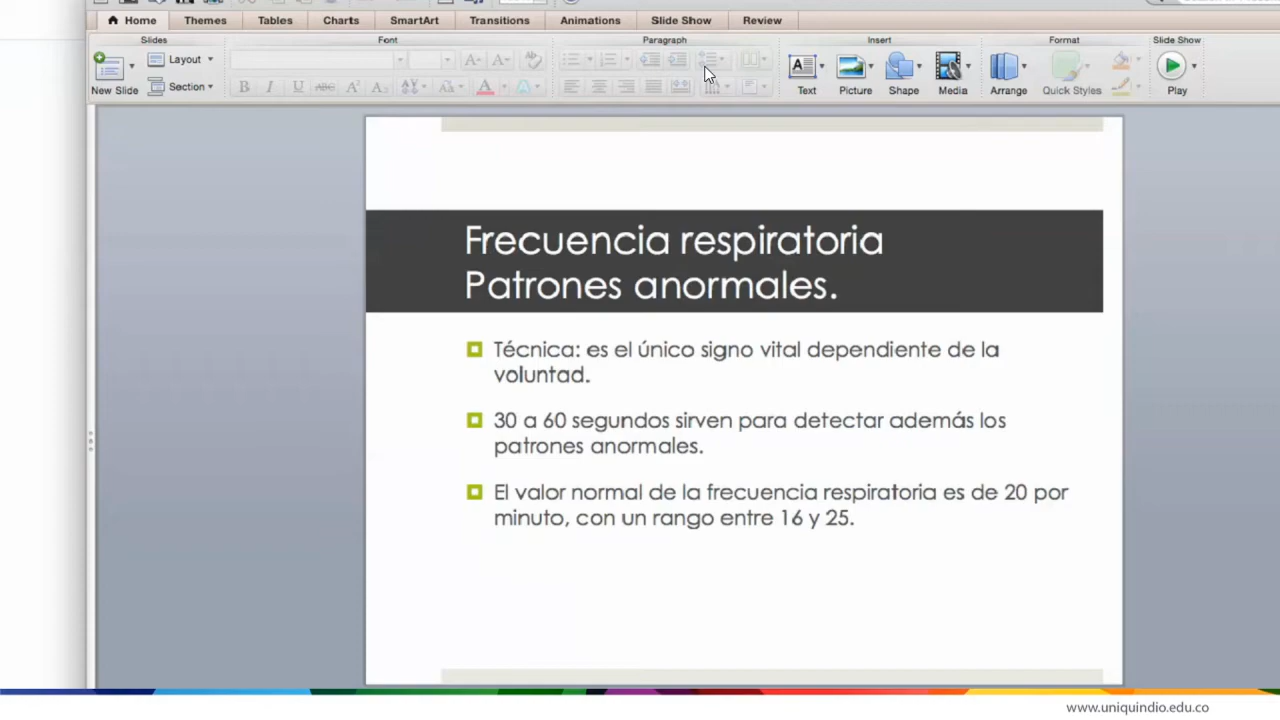 Home Themes Tables Charts SmartArt Transitions Animations Slide Show Review
Slides Font Paragraph Insert Format Slide Show
Layout
Section
New Slide
B I U ABC A² A₂
Text Picture Shape Media Arrange Quick Styles Play
Frecuencia respiratoria
Patrones anormales.
Técnica: es el único signo vital dependiente de la
voluntad.
30 a 60 segundos sirven para detectar además los
patrones anormales.
El valor normal de la frecuencia respiratoria es de 20 por
minuto, con un rango entre 16 y 25.
www.uniquindio.edu.co